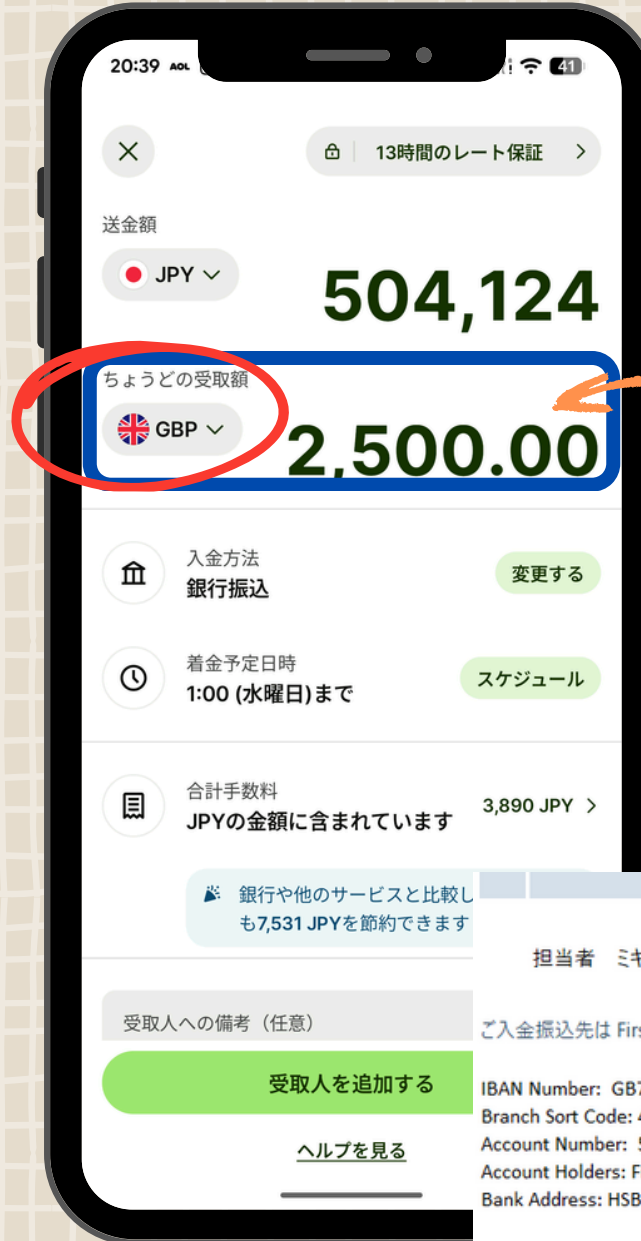 20:39 AOL 41
13時間のレート保証
送金額
JPY
504,124
ちょうどの受取額
GBP
2,500.00
入金方法
銀行振込
変更する
着金予定日時
1:00 (水曜日)まで
スケジュール
合計手数料
JPYの金額に含まれています
3,890 JPY
銀行や他のサービスと比較し
も7,531 JPYを節約できます
受取人への備考（任意）
受取人を追加する
ヘルプを見る
担当者 ミキ
ご入金振込先は Firs
IBAN Number: GB7
Branch Sort Code: 4
Account Number: 5
Account Holders: F
Bank Address: HSB